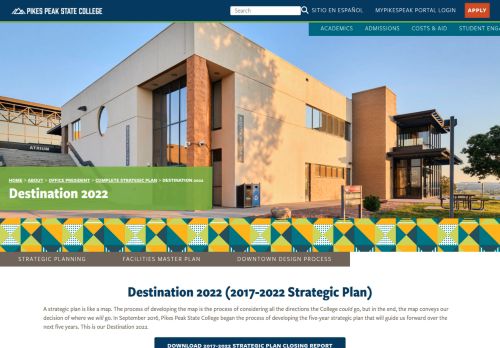 PIKES PEAK STATE COLLEGE
Search
SITIO EN ESPAÑOL
MYPIKESPEAK PORTAL LOGIN
APPLY
ACADEMICS
ADMISSIONS
COSTS & AID
STUDENT ENGA
ATRIUM
HOME > ABOUT > OFFICE PRESIDENT > COMPLETE STRATEGIC PLAN > DESTINATION 2022
Destination 2022
STRATEGIC PLANNING
FACILITIES MASTER PLAN
DOWNTOWN DESIGN PROCESS
Destination 2022 (2017-2022 Strategic Plan)
A strategic plan is like a map. The process of developing the map is the process of considering all the directions the College could go, but in the end, the map conveys our
decision of where we will go. In September 2016, Pikes Peak State College began the process of developing the five-year strategic plan that will guide us forward over the
next five years. This is our Destination 2022.
DOWNLOAD 2017-2022 STRATEGIC PLAN CLOSING REPORT